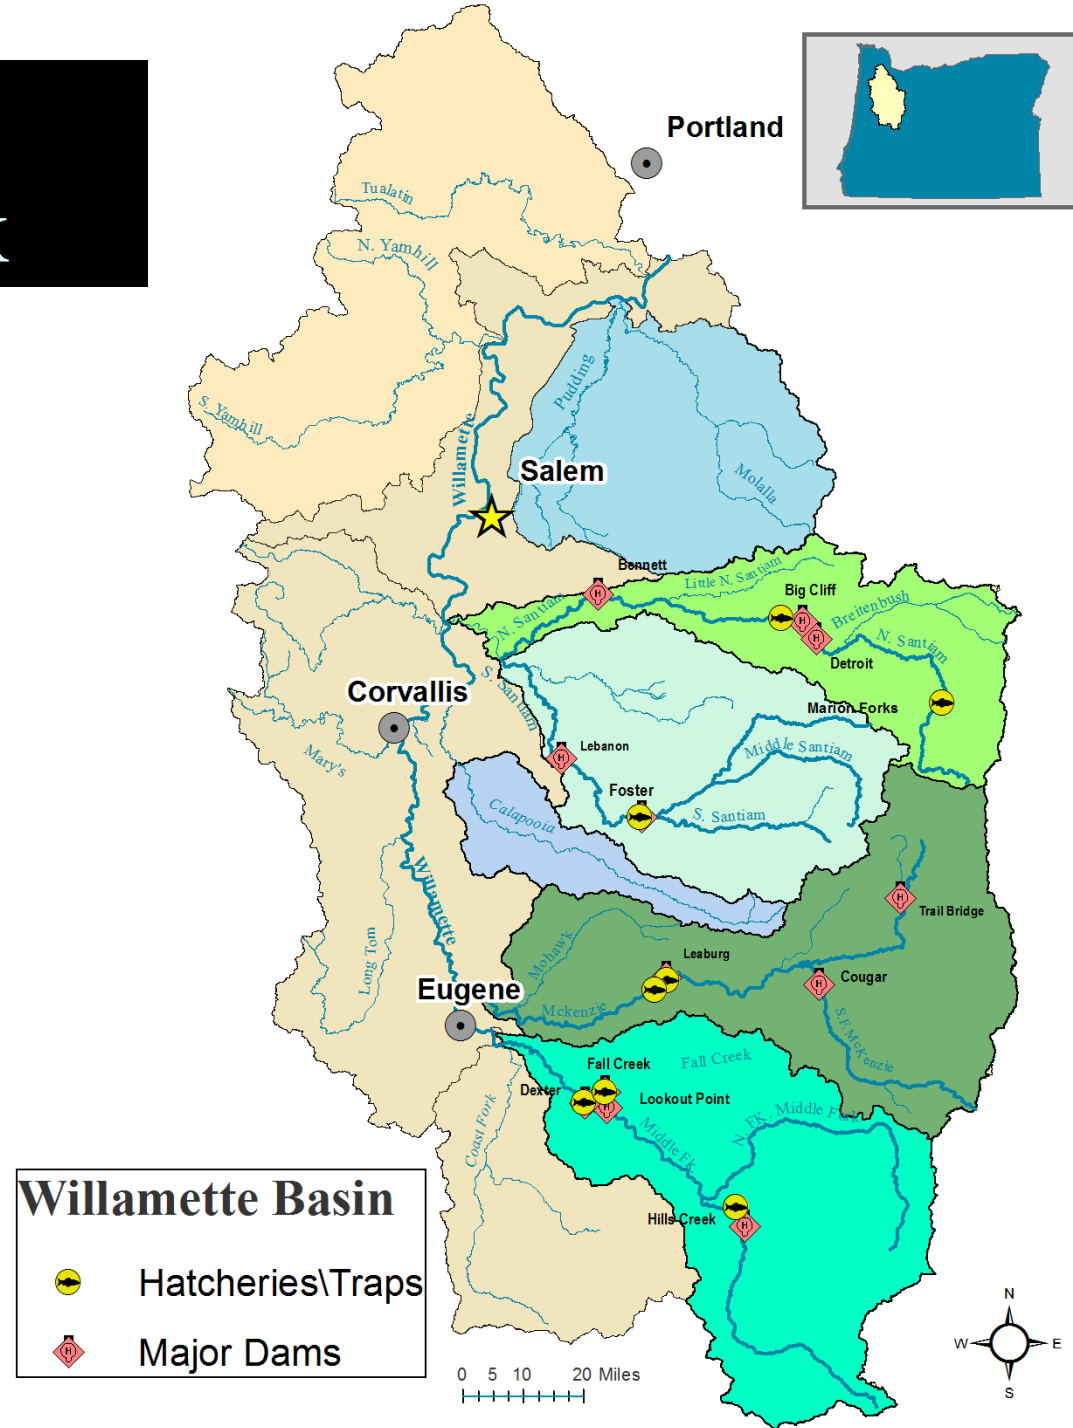 Portland
Tualatin
N. Yamhill
S. Yamhill
Pudding
Willamette
Molalla
Salem
Bennett
Little N. Santiam
Big Cliff
Breitenbush
N. Santiam
N. Santiam
Detroit
S. Santiam
Corvallis
Marion Forks
Mary's
Lebanon
Middle Santiam
Foster
S. Santiam
Calapooia
Willamette
Trail Bridge
Long Tom
Mohawk
Leaburg
Cougar
Eugene
Mckenzie
S.F.McKenzie
Fall Creek
Fall Creek
Dexter
Lookout Point
Coast Fork
Middle Fk.
N. FK. Middle Fork
Hills Creek
Willamette Basin
Hatcheries\Traps
Major Dams
0 5 10 20 Miles
N
W E
S